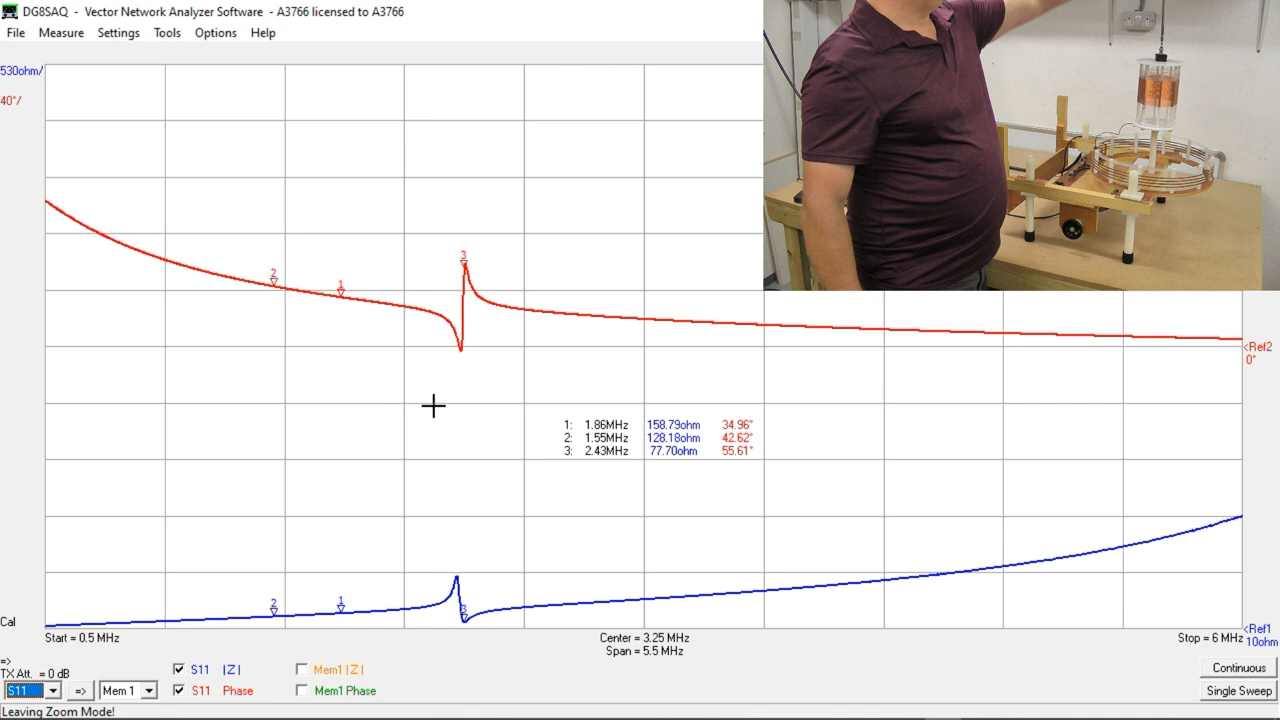 DG8SAQ - Vector Network Analyzer Software - A3766 licensed to A3766
File Measure Settings Tools Options Help
530ohm/
40°/
2
1
3
<Ref2
0°
1: 1.86MHz 158.79ohm 34.96°
2: 1.55MHz 128.18ohm 42.62°
3: 2.43MHz 77.70ohm 55.61°
2
1
3
Cal
<Ref1
10ohm
Start = 0.5 MHz Center = 3.25 MHz Stop = 6 MHz
Span = 5.5 MHz
=>
TX Att. = 0 dB
S11 |Z| Mem1 |Z|
Continuous
S11 => Mem 1 S11 Phase Mem1 Phase
Single Sweep
Leaving Zoom Mode!